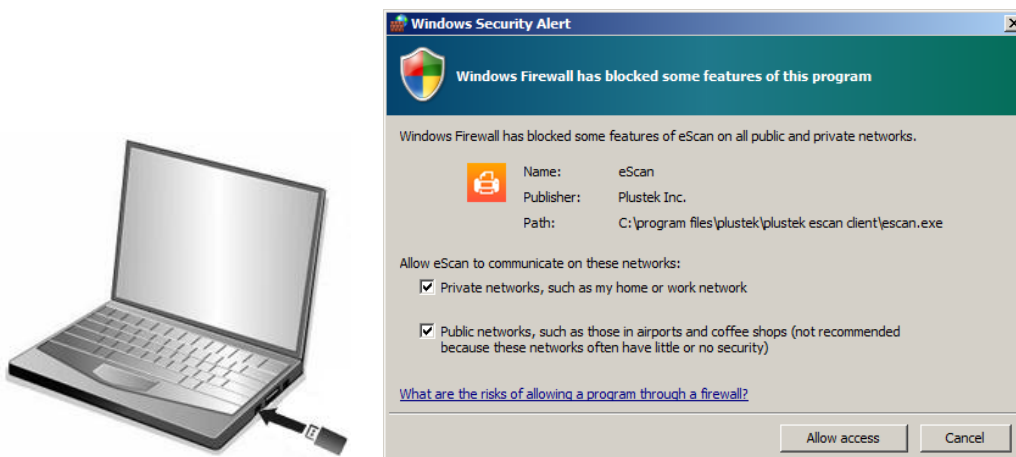 Windows Security Alert
Windows Firewall has blocked some features of this program
Windows Firewall has blocked some features of eScan on all public and private networks.
Name: eScan
Publisher: Plustek Inc.
Path: C:\program files\plustek\plustek escan client\escan.exe
Allow eScan to communicate on these networks:
Private networks, such as my home or work network
Public networks, such as those in airports and coffee shops (not recommended
because these networks often have little or no security)
What are the risks of allowing a program through a firewall?
Allow access Cancel